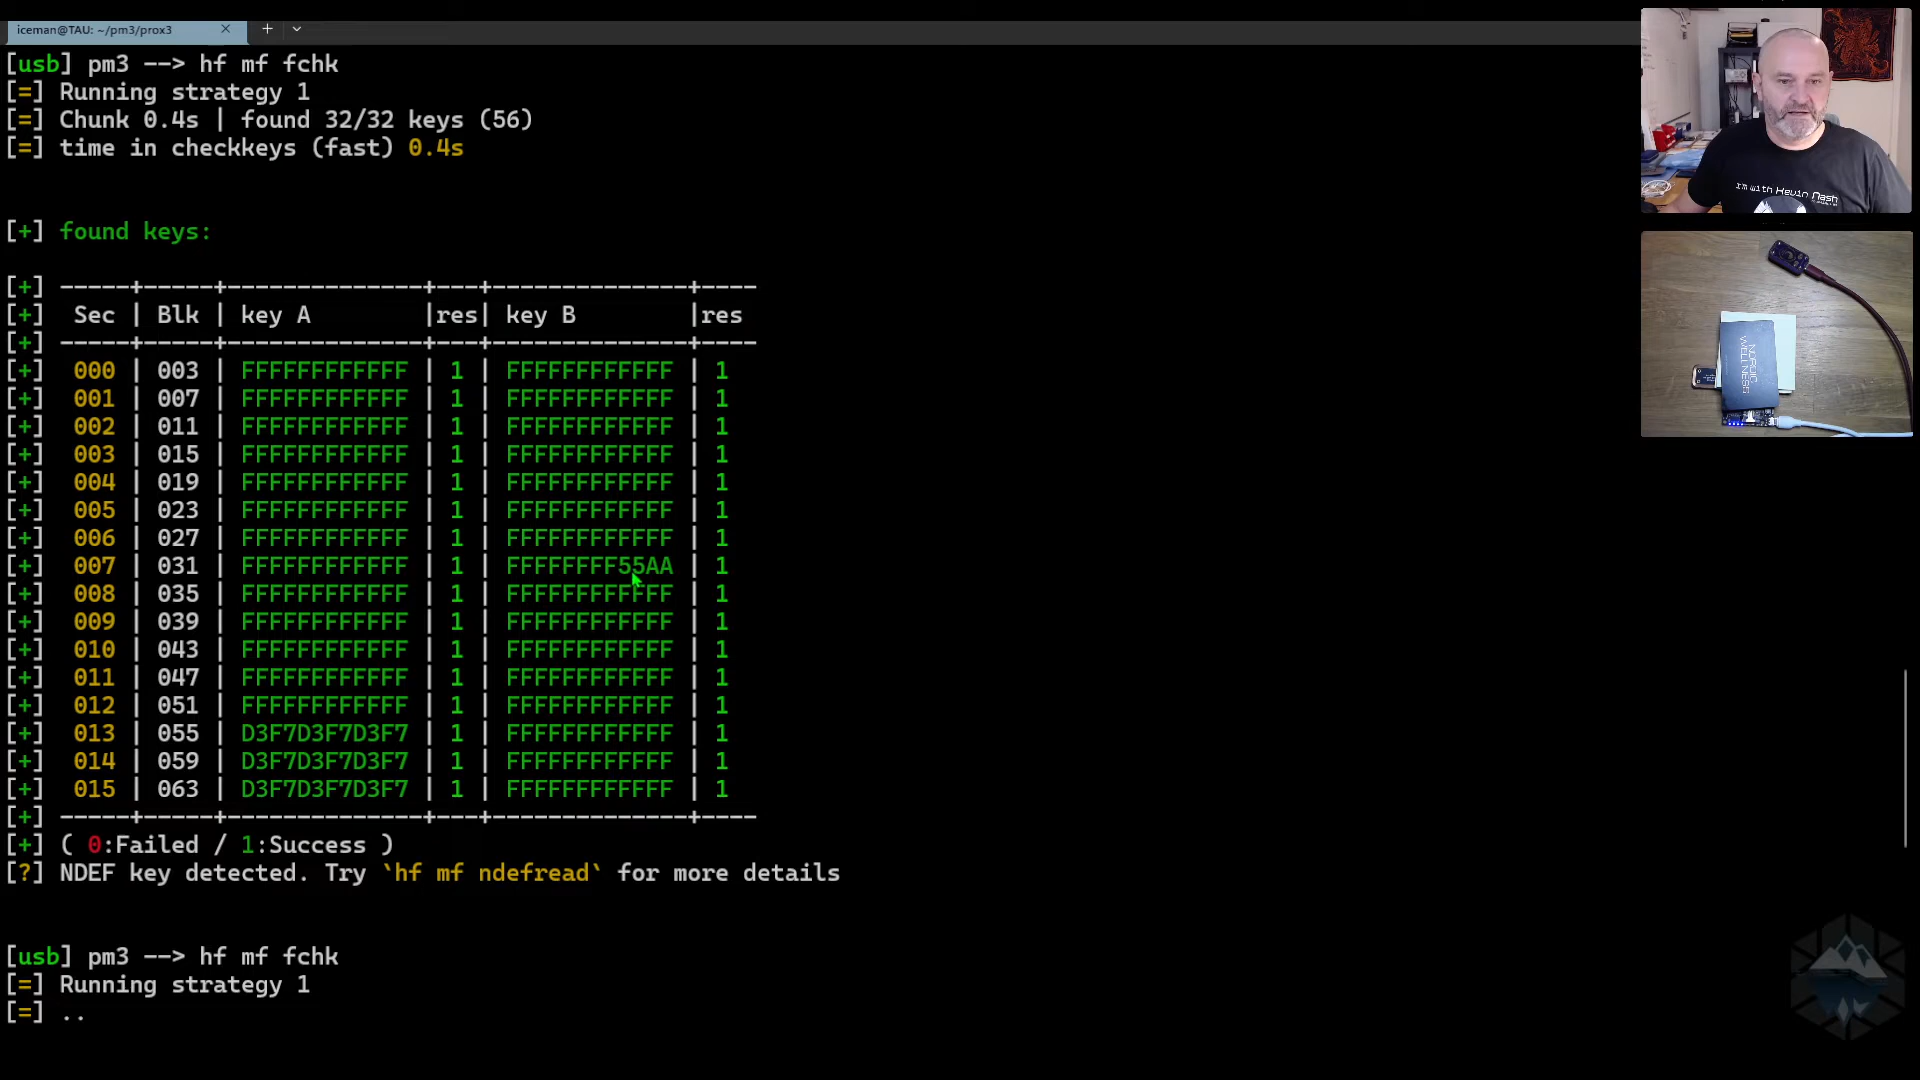 iceman@TAU: ~/pm3/prox3
[usb] pm3 --> hf mf fchk
[=] Running strategy 1
[=] Chunk 0.4s | found 32/32 keys (56)
[=] time in checkkeys (fast) 0.4s
[+] found keys:
[+] -----+-----+--------------+---+--------------+----
[+] Sec | Blk | key A |res| key B |res
[+] -----+-----+--------------+---+--------------+----
[+] 000 | 003 | FFFFFFFFFFFF | 1 | FFFFFFFFFFFF | 1
[+] 001 | 007 | FFFFFFFFFFFF | 1 | FFFFFFFFFFFF | 1
[+] 002 | 011 | FFFFFFFFFFFF | 1 | FFFFFFFFFFFF | 1
[+] 003 | 015 | FFFFFFFFFFFF | 1 | FFFFFFFFFFFF | 1
[+] 004 | 019 | FFFFFFFFFFFF | 1 | FFFFFFFFFFFF | 1
[+] 005 | 023 | FFFFFFFFFFFF | 1 | FFFFFFFFFFFF | 1
[+] 006 | 027 | FFFFFFFFFFFF | 1 | FFFFFFFFFFFF | 1
[+] 007 | 031 | FFFFFFFFFFFF | 1 | FFFFFFFF55AA | 1
[+] 008 | 035 | FFFFFFFFFFFF | 1 | FFFFFFFFFFFF | 1
[+] 009 | 039 | FFFFFFFFFFFF | 1 | FFFFFFFFFFFF | 1
[+] 010 | 043 | FFFFFFFFFFFF | 1 | FFFFFFFFFFFF | 1
[+] 011 | 047 | FFFFFFFFFFFF | 1 | FFFFFFFFFFFF | 1
[+] 012 | 051 | FFFFFFFFFFFF | 1 | FFFFFFFFFFFF | 1
[+] 013 | 055 | D3F7D3F7D3F7 | 1 | FFFFFFFFFFFF | 1
[+] 014 | 059 | D3F7D3F7D3F7 | 1 | FFFFFFFFFFFF | 1
[+] 015 | 063 | D3F7D3F7D3F7 | 1 | FFFFFFFFFFFF | 1
[+] -----+-----+--------------+---+--------------+----
[+] ( 0:Failed / 1:Success )
[?] NDEF key detected. Try `hf mf ndefread` for more details
[usb] pm3 --> hf mf fchk
[=] Running strategy 1
[=] ..
I'm with Kevin Nash
NORDIC
WELLNESS